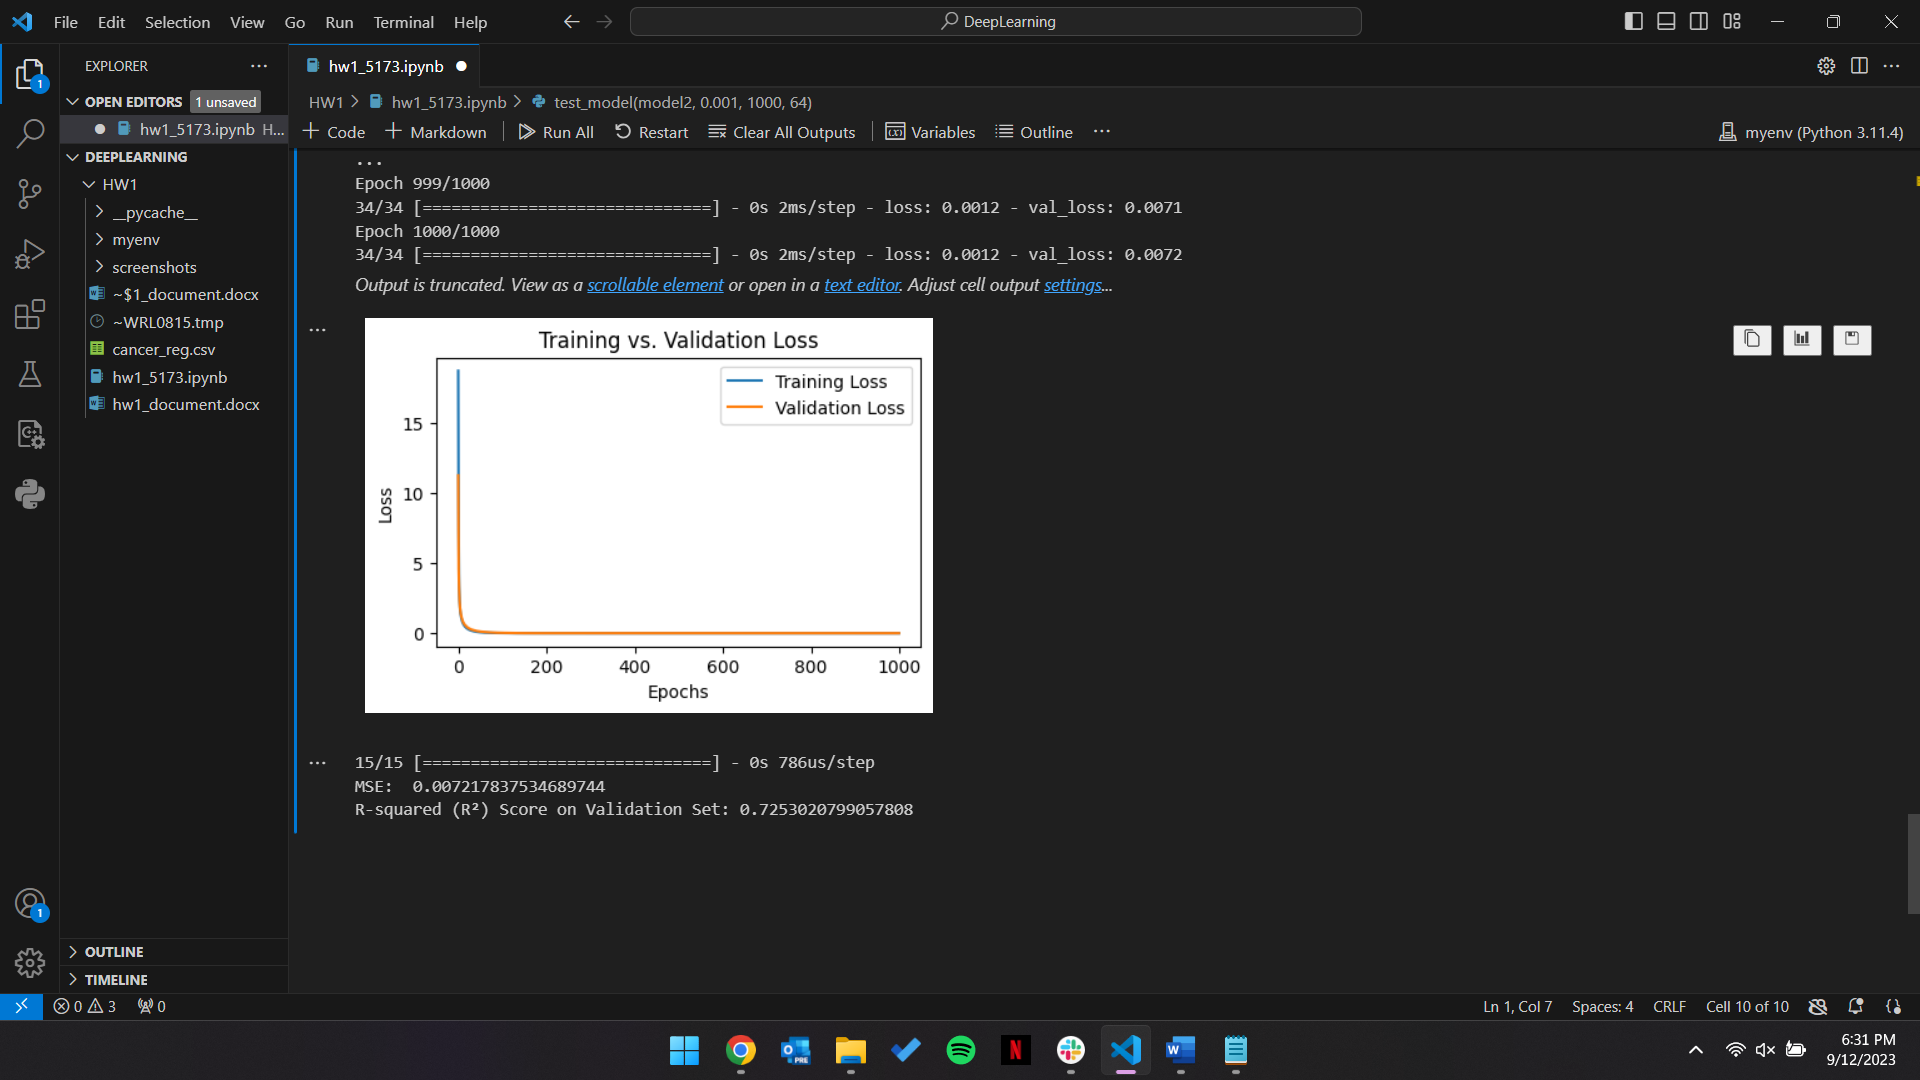 File Edit Selection View Go Run Terminal Help
DeepLearning
EXPLORER
OPEN EDITORS 1 unsaved
hw1_5173.ipynb H...
DEEPLEARNING
HW1
__pycache__
myenv
screenshots
~$1_document.docx
~WRL0815.tmp
cancer_reg.csv
hw1_5173.ipynb
hw1_document.docx
OUTLINE
TIMELINE
1
1
hw1_5173.ipynb
HW1 > hw1_5173.ipynb > test_model(model2, 0.001, 1000, 64)
+ Code + Markdown Run All Restart Clear All Outputs Variables Outline ...
myenv (Python 3.11.4)
...
Epoch 999/1000
34/34 [==============================] - 0s 2ms/step - loss: 0.0012 - val_loss: 0.0071
Epoch 1000/1000
34/34 [==============================] - 0s 2ms/step - loss: 0.0012 - val_loss: 0.0072
Output is truncated. View as a scrollable element or open in a text editor. Adjust cell output settings...
Training vs. Validation Loss
Training Loss
Validation Loss
15
10
5
0
Loss
0 200 400 600 800 1000
Epochs
15/15 [==============================] - 0s 786us/step
MSE:  0.007217837534689744
R-squared (R²) Score on Validation Set: 0.7253020799057808
0 3 0
Ln 1, Col 7 Spaces: 4 CRLF Cell 10 of 10
O PRE
N
W
6:31 PM
9/12/2023